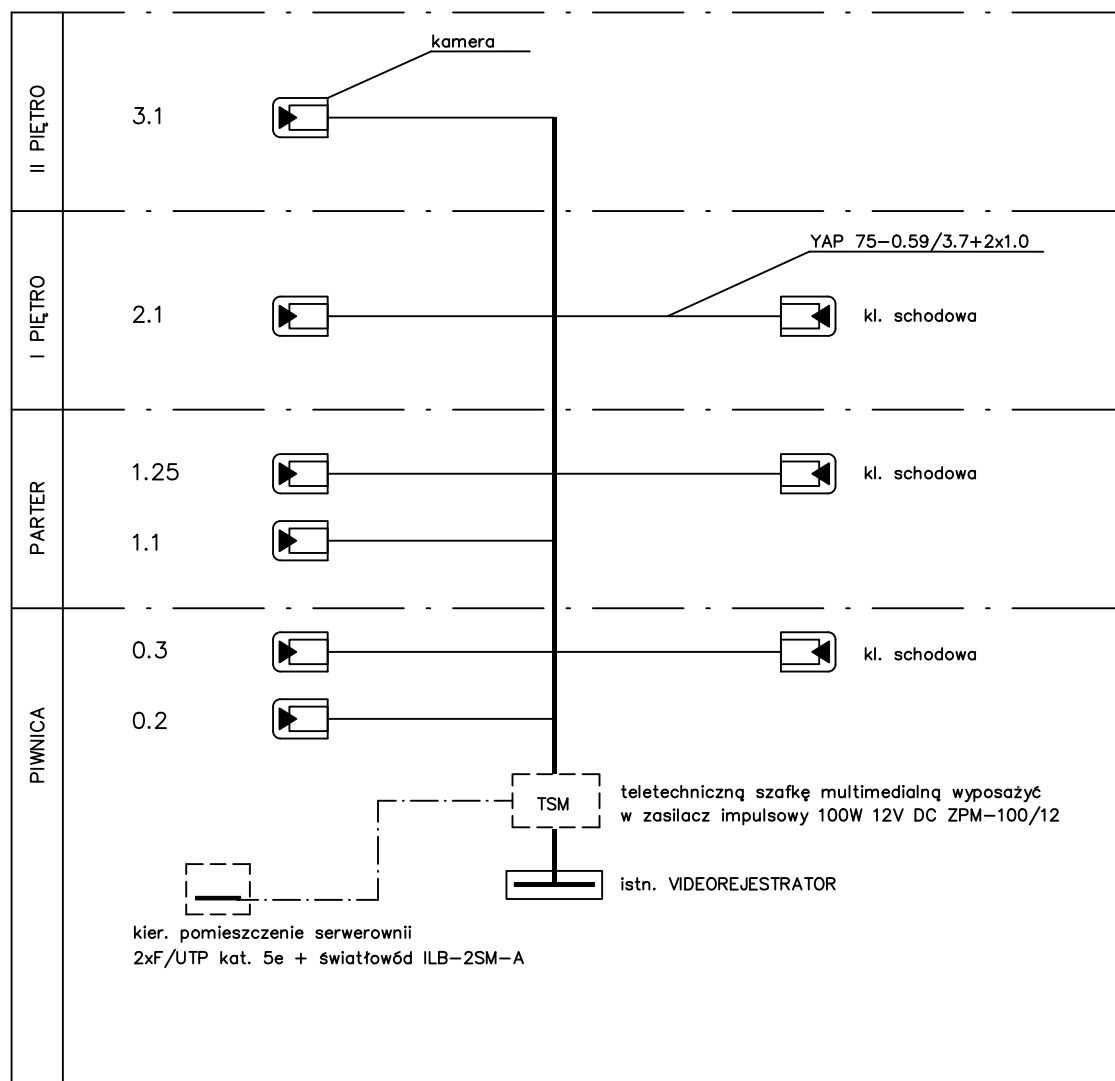 kamera
II PIĘTRO
3.1
YAP 75-0.59/3.7+2x1.0
I PIĘTRO
2.1
kl. schodowa
PARTER
1.25
kl. schodowa
1.1
PIWNICA
0.3
kl. schodowa
0.2
TSM
teletechniczną szafkę multimedialną wyposażyć
w zasilacz impulsowy 100W 12V DC ZPM-100/12
istn. VIDEOREJESTRATOR
kier. pomieszczenie serwerownii
2xF/UTP kat. 5e + światłowód ILB-2SM-A